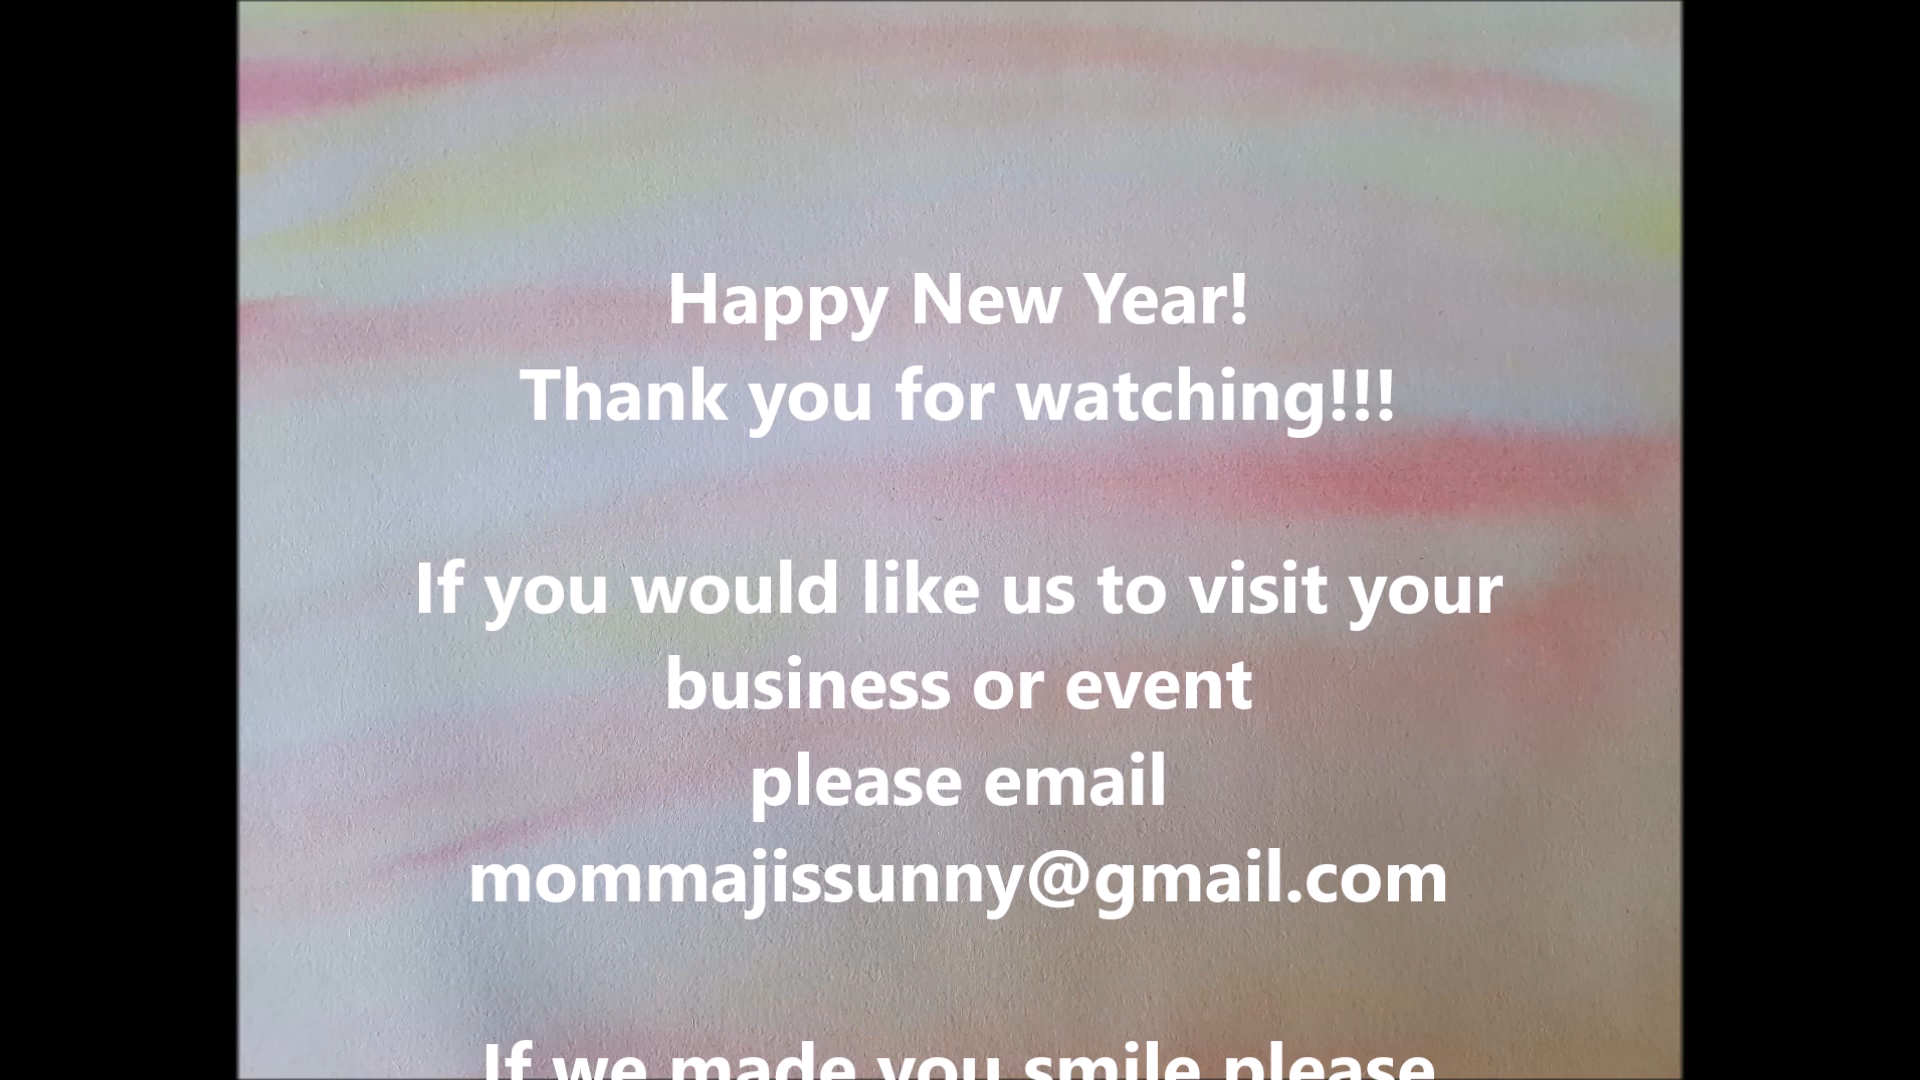 Happy New Year!
Thank you for watching!!!
If you would like us to visit your
business or event
please email
mommajissunny@gmail.com
If we made you smile please